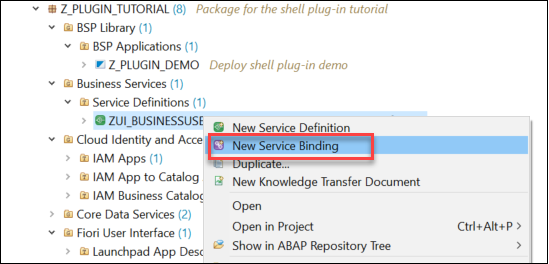 Z_PLUGIN_TUTORIAL (8) Package for the shell plug-in tutorial
BSP Library (1)
BSP Applications (1)
Z_PLUGIN_DEMO Deploy shell plug-in demo
Business Services (1)
Service Definitions (1)
ZUI_BUSINESSUSE
New Service Definition
Cloud Identity and Acce
New Service Binding
IAM Apps (1)
Duplicate...
IAM App to Catalog
New Knowledge Transfer Document
IAM Business Catalog
Open
Core Data Services (2)
Open in Project Ctrl+Alt+P >
Fiori User Interface (1)
Show in ABAP Repository Tree >
Launchpad App Desc